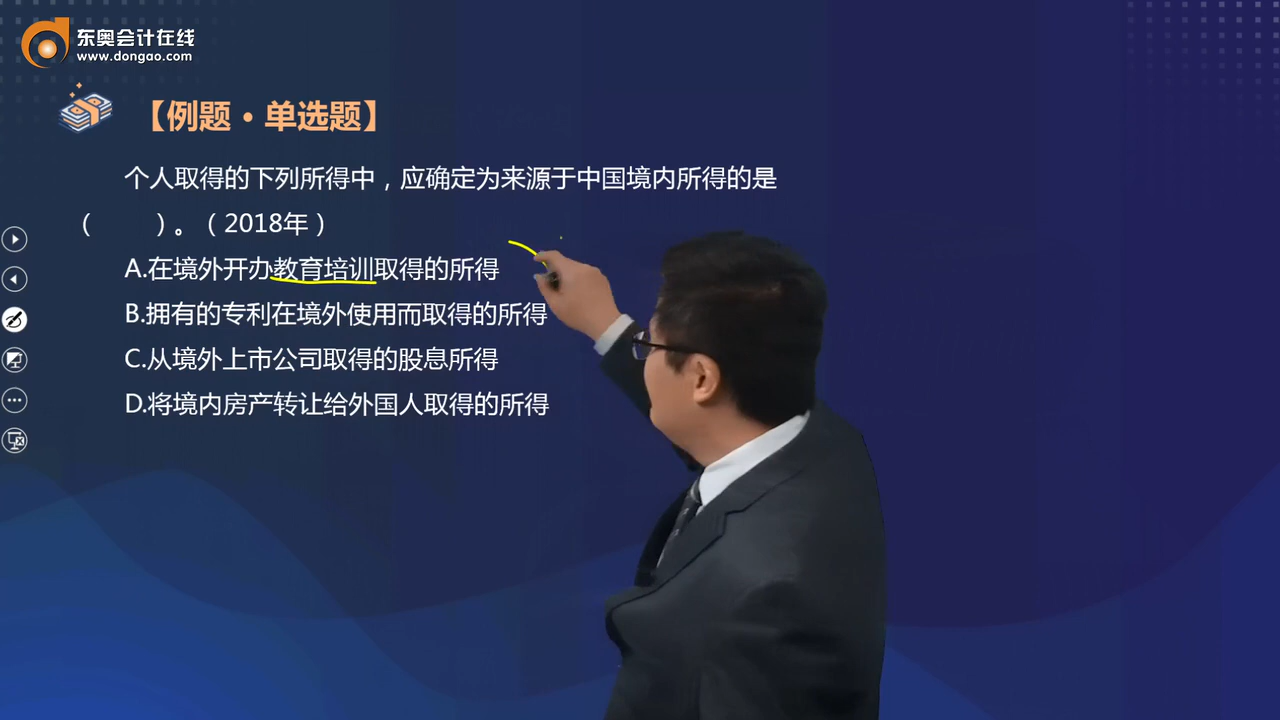 东奥会计在线
www.dongao.com
【例题·单选题】
个人取得的下列所得中，应确定为来源于中国境内所得的是
（　　）。（2018年）
A.在境外开办教育培训取得的所得
B.拥有的专利在境外使用而取得的所得
C.从境外上市公司取得的股息所得
D.将境内房产转让给外国人取得的所得